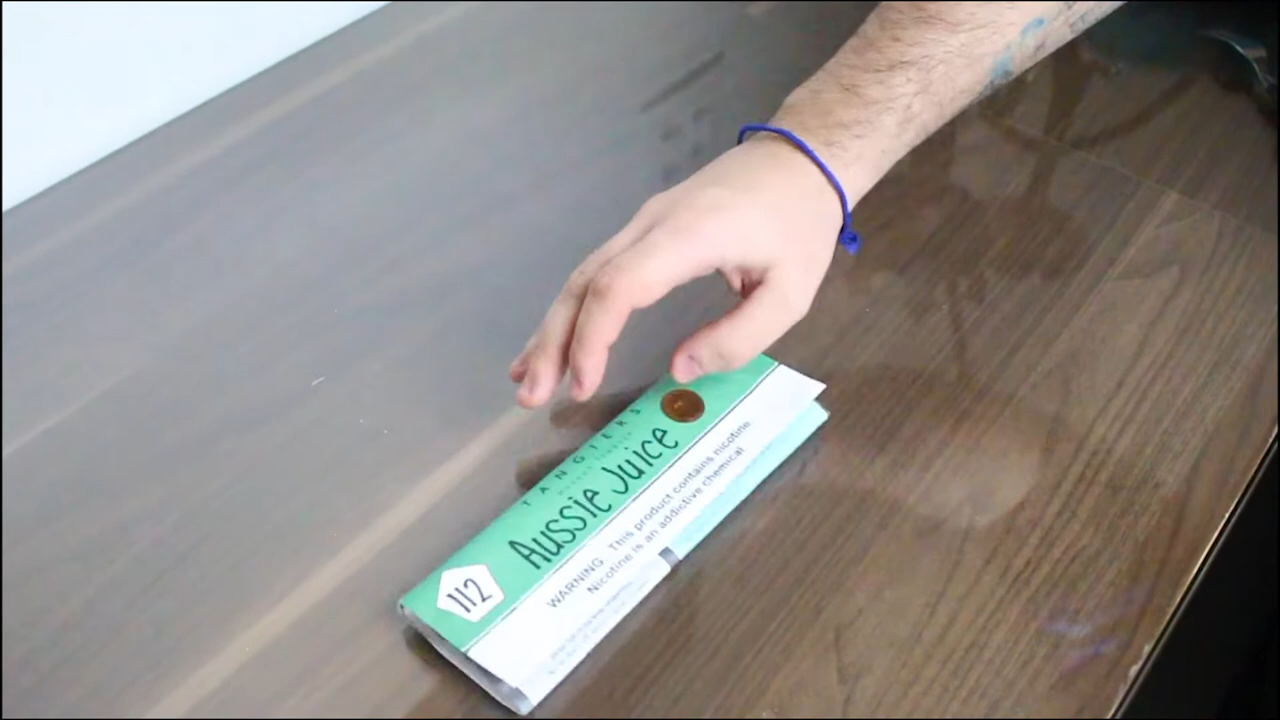 TANGIERS
Aussie Juice
112
WARNING: This product contains nicotine
Nicotine is an addictive chemical